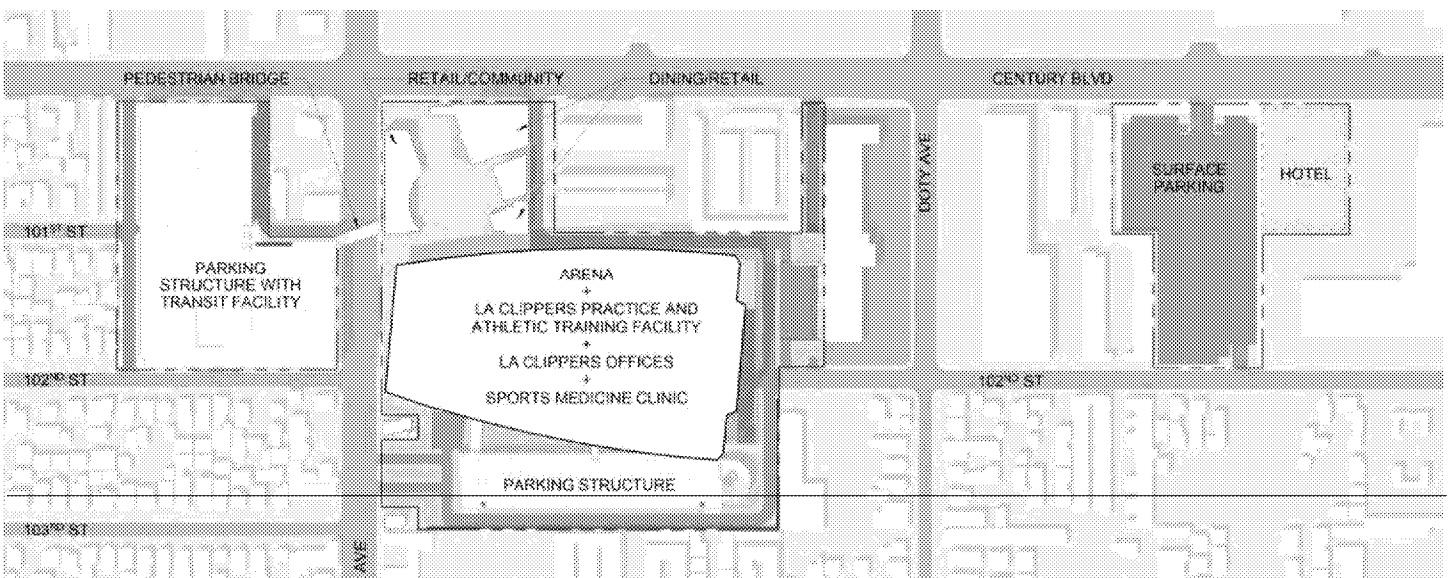 PEDESTRIAN BRIDGE
RETAIL/COMMUNITY
DINING/RETAIL
CENTURY BLVD
DOTY AVE
SURFACE
PARKING
HOTEL
101ST ST
PARKING
STRUCTURE WITH
TRANSIT FACILITY
ARENA
+
LA CLIPPERS PRACTICE AND
ATHLETIC TRAINING FACILITY
+
LA CLIPPERS OFFICES
+
SPORTS MEDICINE CLINIC
102ND ST
102ND ST
PARKING STRUCTURE
103RD ST
AVE